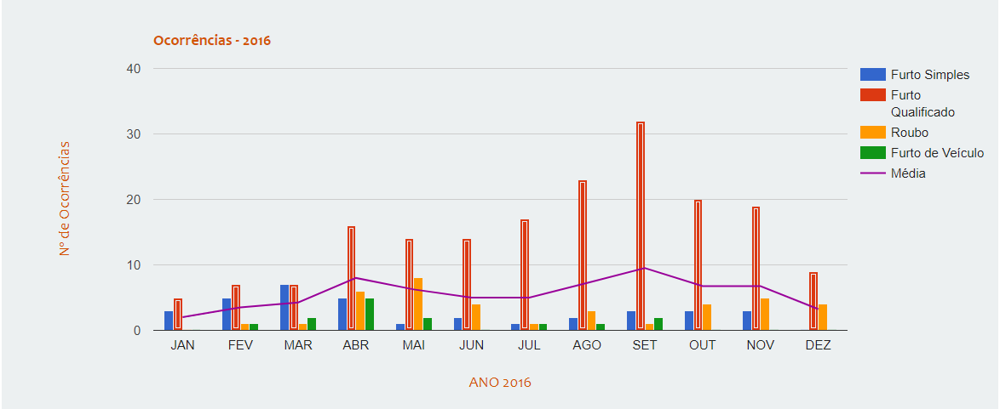 Ocorrências - 2016
40
30
20
10
0
Nº de Ocorrências
JAN FEV MAR ABR MAI JUN JUL AGO SET OUT NOV DEZ
ANO 2016
Furto Simples
Furto
Qualificado
Roubo
Furto de Veículo
Média